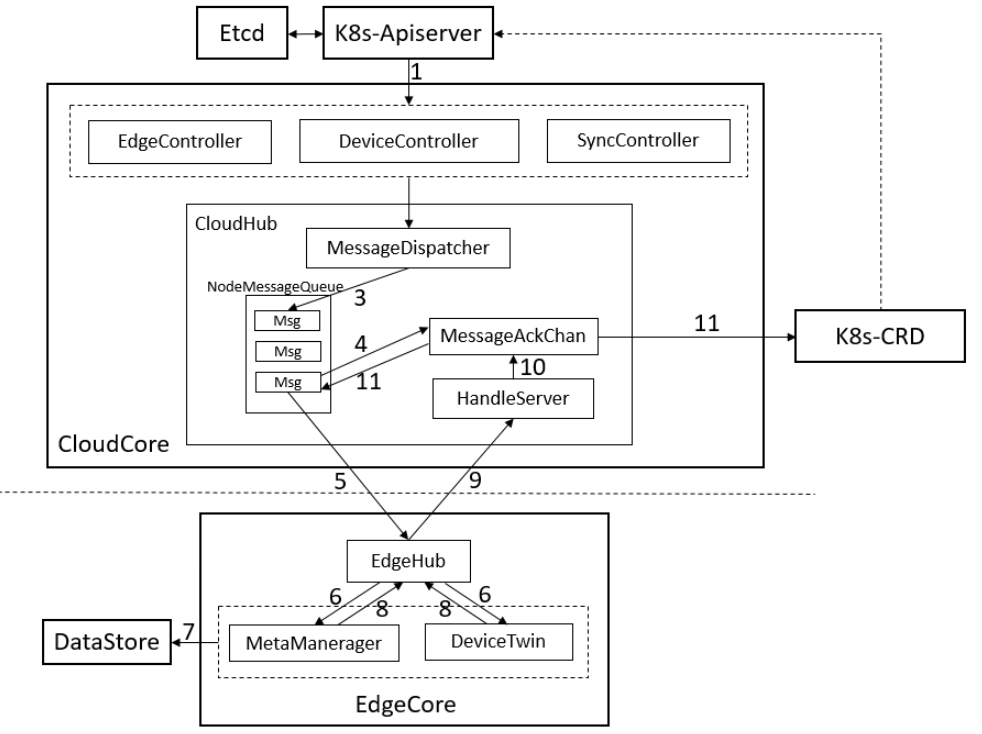 Etcd
K8s-Apiserver
1
EdgeController
DeviceController
SyncController
CloudHub
MessageDispatcher
NodeMessageQueue
3
Msg
Msg
Msg
4
11
MessageAckChan
11
K8s-CRD
10
HandleServer
CloudCore
5
9
EdgeHub
6
8
8
6
DataStore
7
MetaManerager
DeviceTwin
EdgeCore